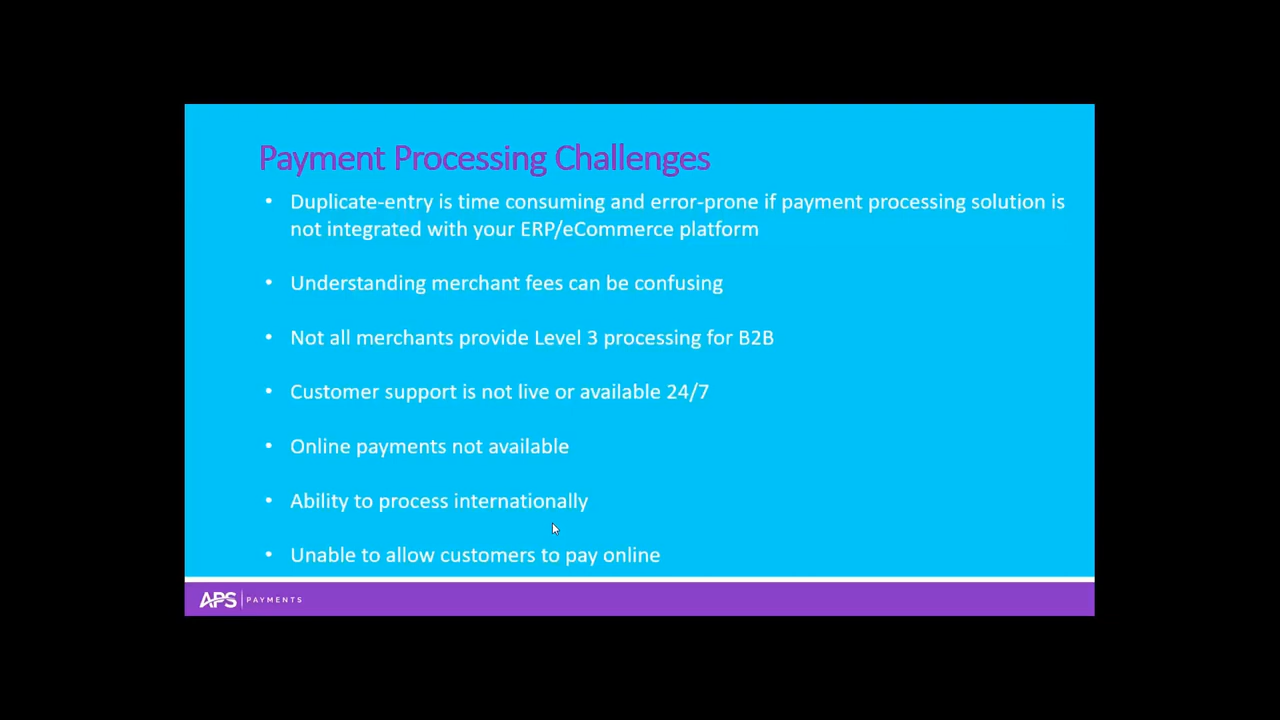 Payment Processing Challenges
• Duplicate-entry is time consuming and error-prone if payment processing solution is
not integrated with your ERP/eCommerce platform
• Understanding merchant fees can be confusing
• Not all merchants provide Level 3 processing for B2B
• Customer support is not live or available 24/7
• Online payments not available
• Ability to process internationally
• Unable to allow customers to pay online
APS PAYMENTS